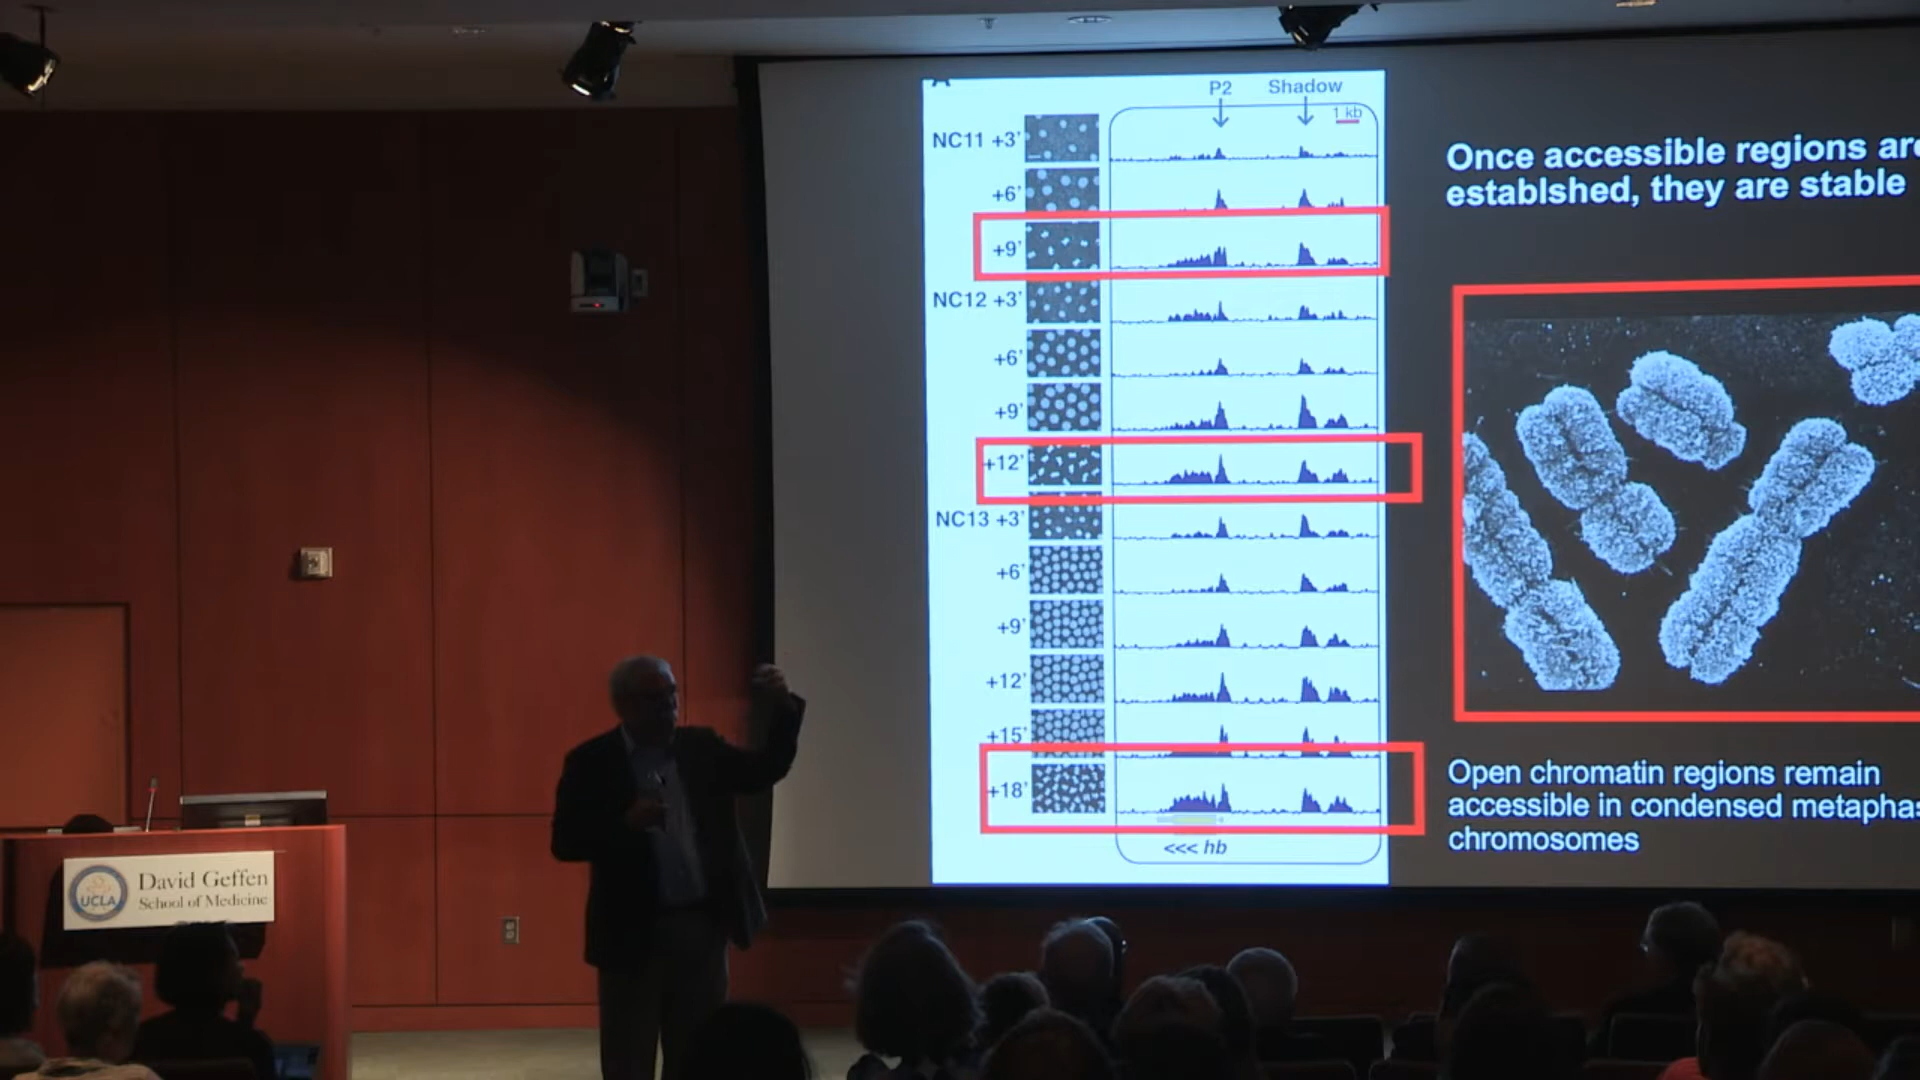 P2
Shadow
1 kb
NC11 +3'
+6'
+9'
NC12 +3'
+6'
+9'
+12'
NC13 +3'
+6'
+9'
+12'
+15'
+18'
<<< hb
Once accessible regions are
establshed, they are stable
Open chromatin regions remain
accessible in condensed
chromosomes
UCLA
David Geffen
School of Medicine